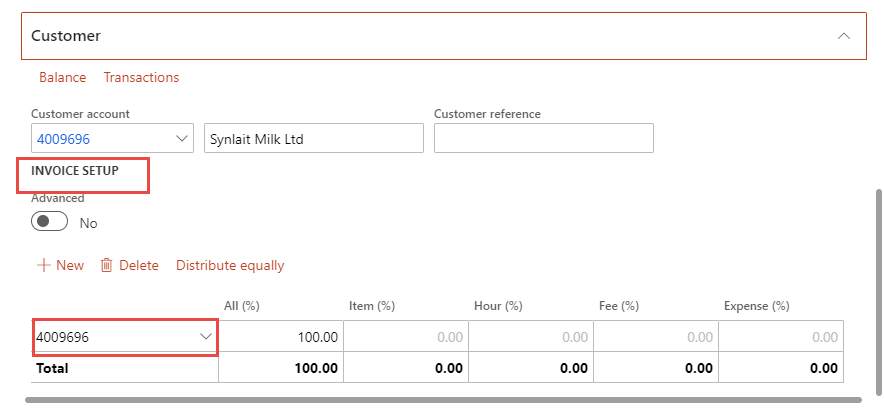 Customer
Balance Transactions
Customer account Customer reference
4009696 Synlait Milk Ltd
INVOICE SETUP
Advanced
No
New Delete Distribute equally
All (%) Item (%) Hour (%) Fee (%) Expense (%)
4009696 100.00 0.00 0.00 0.00 0.00
Total 100.00 0.00 0.00 0.00 0.00